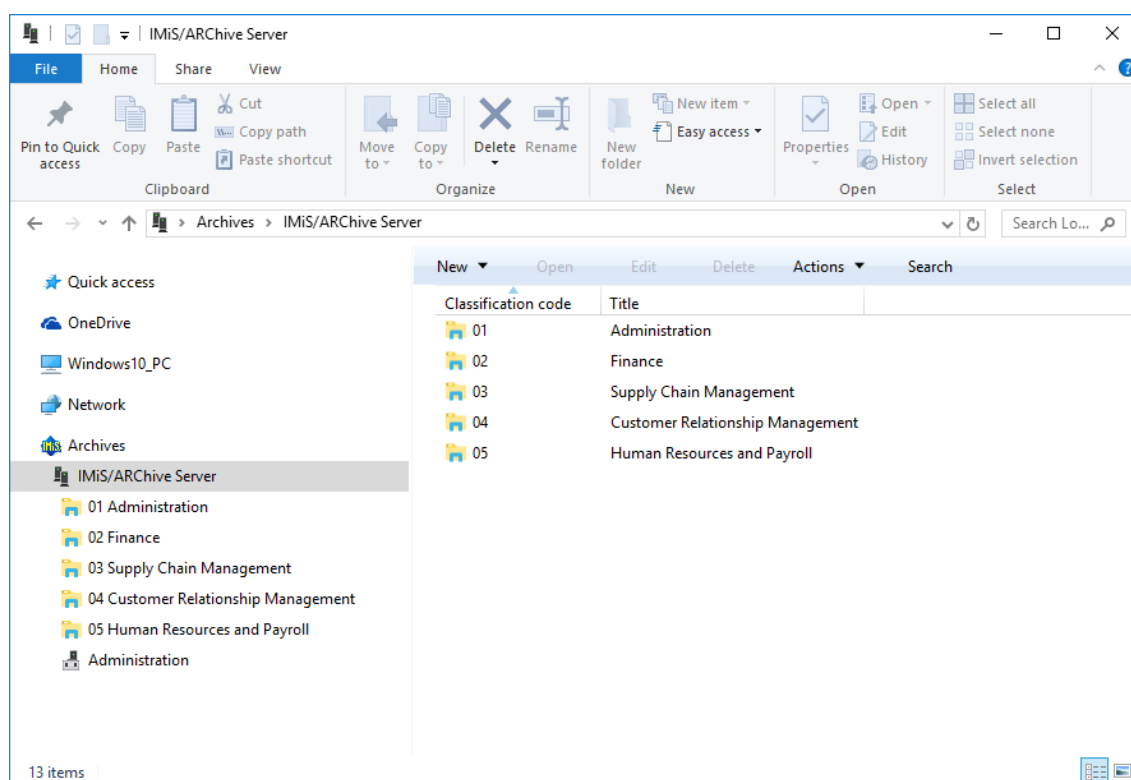 IMiS/ARChive Server
File Home Share View
Pin to Quick access
Copy
Paste
Cut
Copy path
Paste shortcut
Clipboard
Move to
Copy to
Delete
Rename
Organize
New folder
New item
Easy access
New
Properties
Open
Edit
History
Open
Select all
Select none
Invert selection
Select
Archives > IMiS/ARChive Server
Search Lo...
Quick access
OneDrive
Windows10_PC
Network
Archives
IMiS/ARChive Server
01 Administration
02 Finance
03 Supply Chain Management
04 Customer Relationship Management
05 Human Resources and Payroll
Administration
New Open Edit Delete Actions Search
Classification code Title
01 Administration
02 Finance
03 Supply Chain Management
04 Customer Relationship Management
05 Human Resources and Payroll
13 items